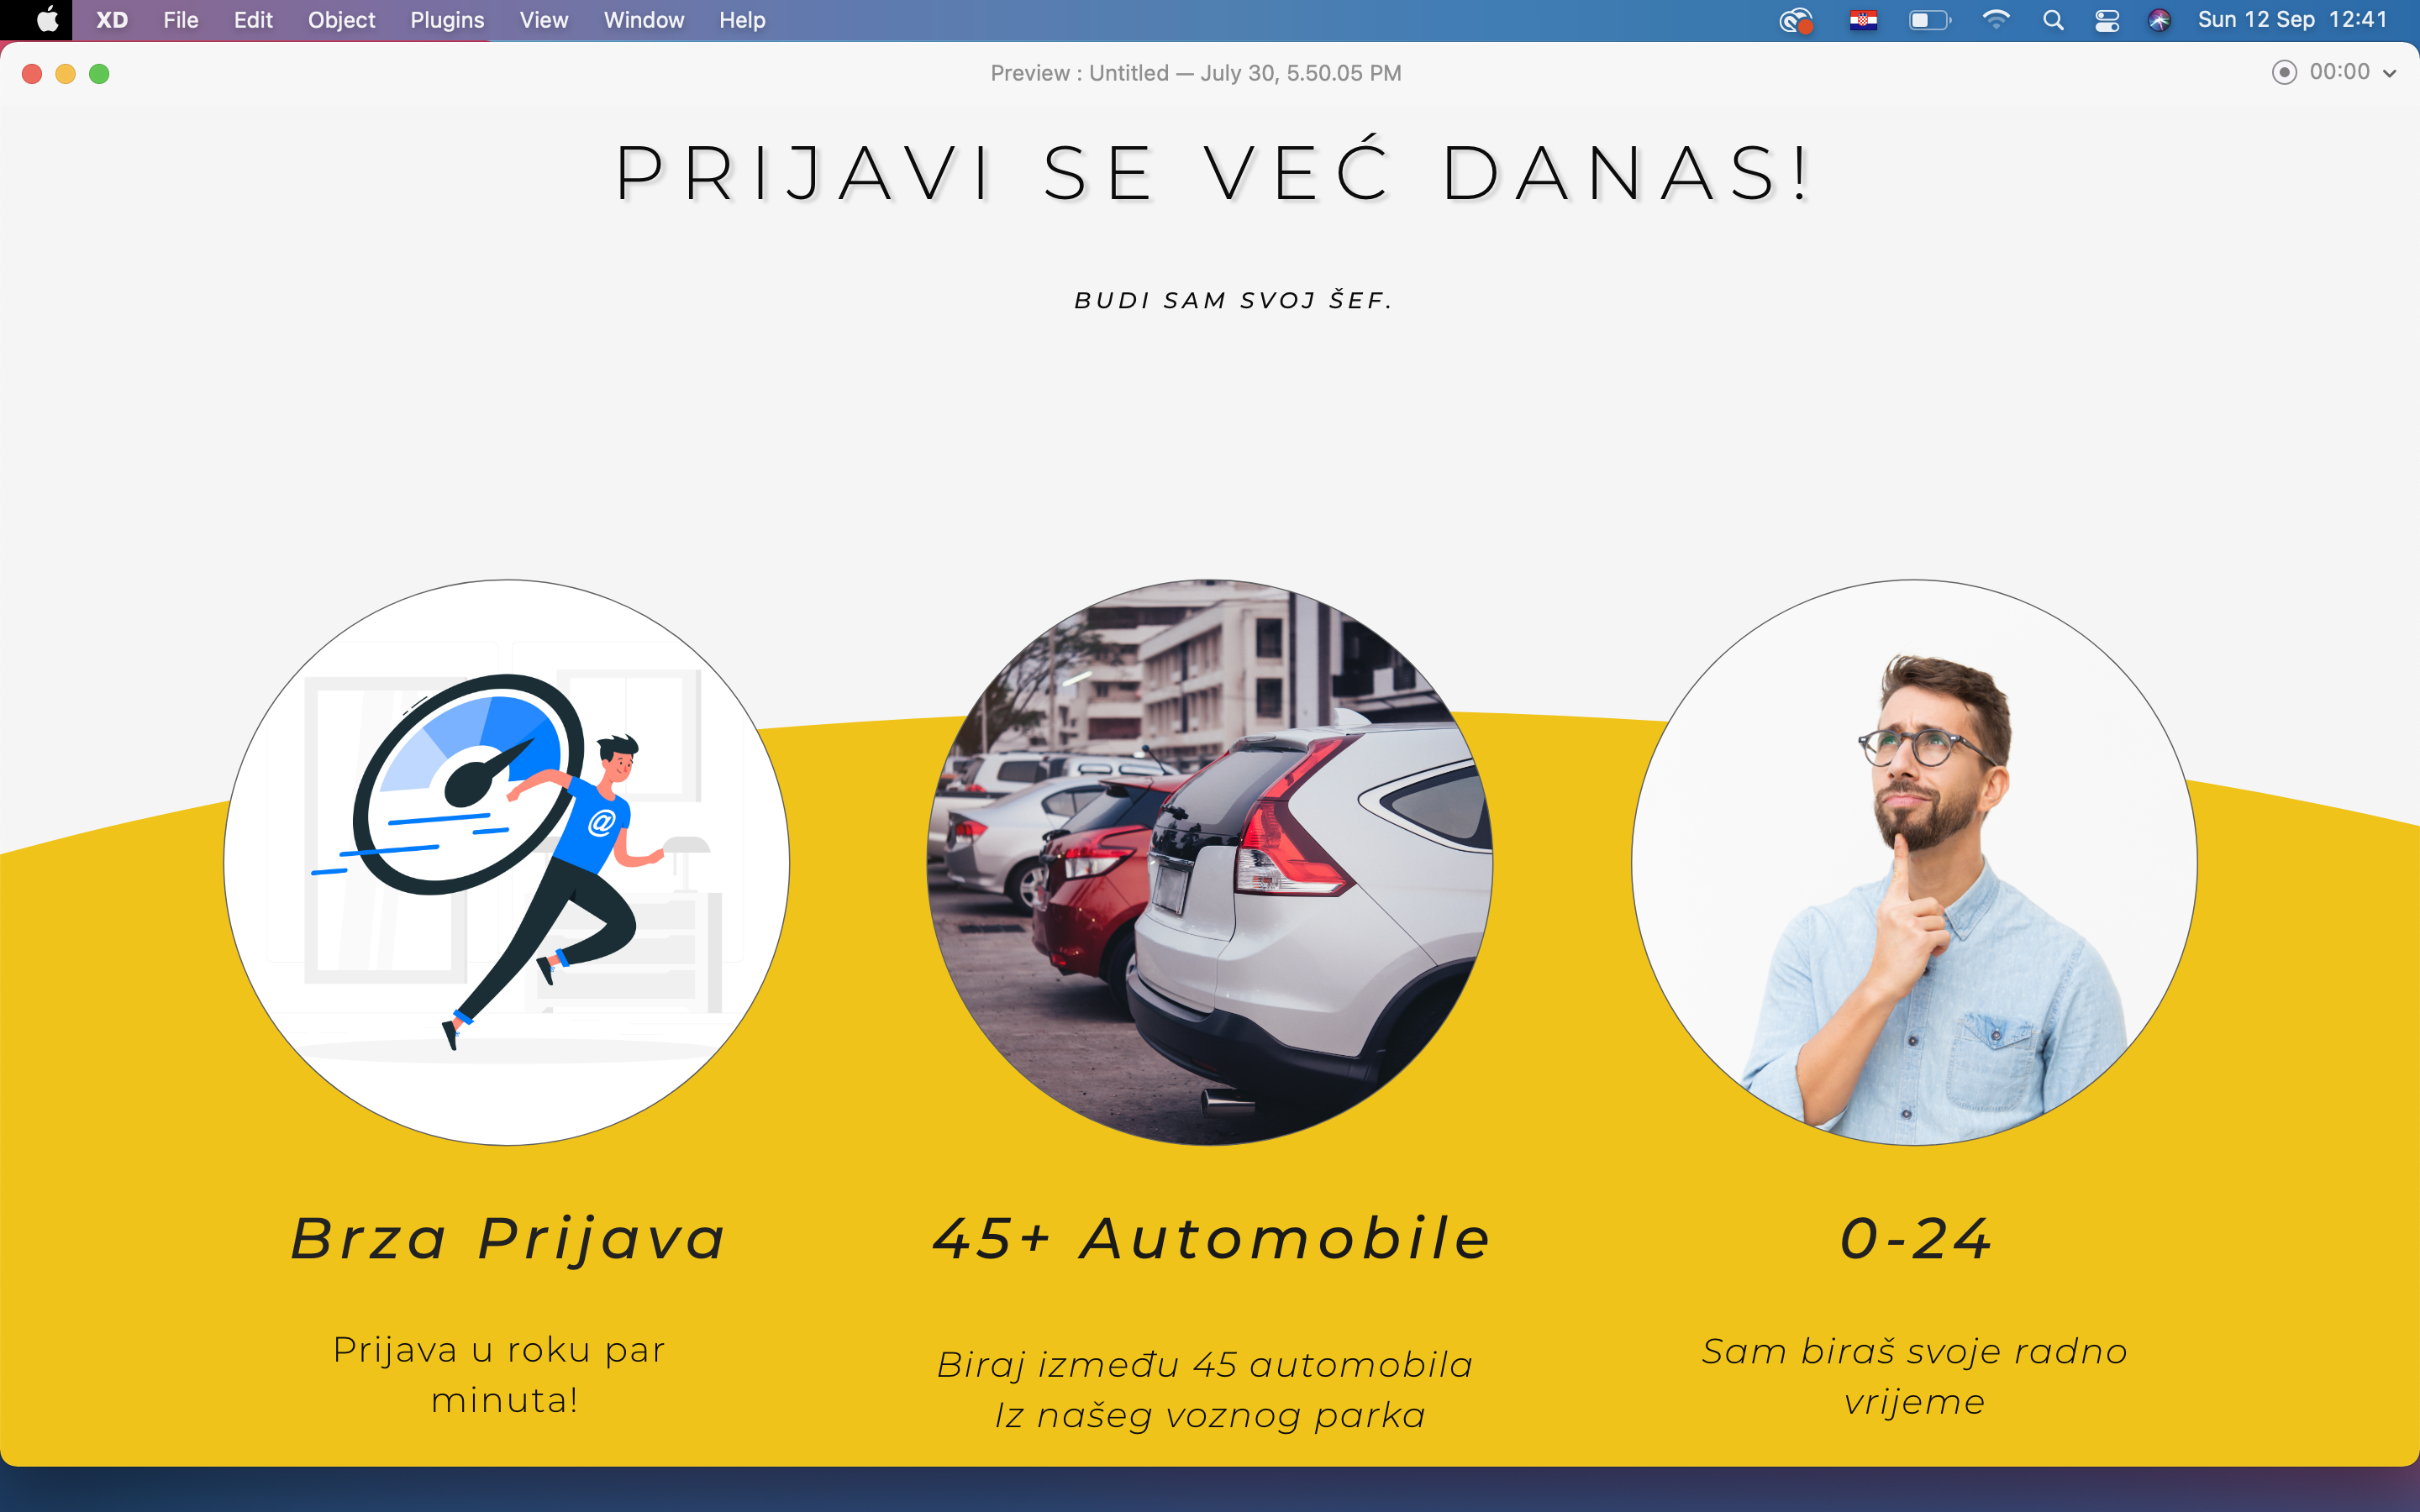 XD File Edit Object Plugins View Window Help Sun 12 Sep 12:41
Preview : Untitled — July 30, 5.50.05 PM 00:00
PRIJAVI SE VEĆ DANAS!
BUDI SAM SVOJ ŠEF.
@
Brza Prijava
Prijava u roku par
minuta!
45+ Automobile
Biraj između 45 automobila
Iz našeg voznog parka
0-24
Sam biraš svoje radno
vrijeme